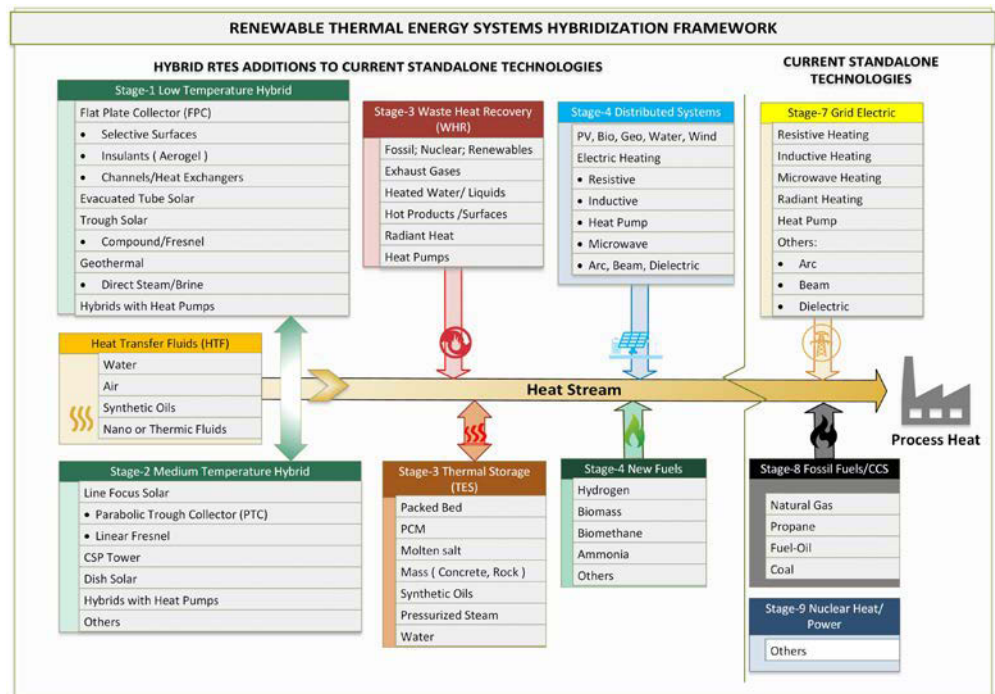 RENEWABLE THERMAL ENERGY SYSTEMS HYBRIDIZATION FRAMEWORK
HYBRID RTES ADDITIONS TO CURRENT STANDALONE TECHNOLOGIES
CURRENT STANDALONE
TECHNOLOGIES
Stage-1 Low Temperature Hybrid
Flat Plate Collector (FPC)
• Selective Surfaces
• Insulants ( Aerogel )
• Channels/Heat Exchangers
Evacuated Tube Solar
Trough Solar
• Compound/Fresnel
Geothermal
• Direct Steam/Brine
Hybrids with Heat Pumps
Stage-3 Waste Heat Recovery
(WHR)
Fossil; Nuclear; Renewables
Exhaust Gases
Heated Water/ Liquids
Hot Products /Surfaces
Radiant Heat
Heat Pumps
Stage-4 Distributed Systems
PV, Bio, Geo, Water, Wind
Electric Heating
• Resistive
• Inductive
• Heat Pump
• Microwave
• Arc, Beam, Dielectric
Stage-7 Grid Electric
Resistive Heating
Inductive Heating
Microwave Heating
Radiant Heating
Heat Pump
Others:
• Arc
• Beam
• Dielectric
Heat Transfer Fluids (HTF)
Water
Air
Synthetic Oils
Nano or Thermic Fluids
Heat Stream
Process Heat
Stage-2 Medium Temperature Hybrid
Line Focus Solar
• Parabolic Trough Collector (PTC)
• Linear Fresnel
CSP Tower
Dish Solar
Hybrids with Heat Pumps
Others
Stage-3 Thermal Storage
(TES)
Packed Bed
PCM
Molten salt
Mass ( Concrete, Rock )
Synthetic Oils
Pressurized Steam
Water
Stage-4 New Fuels
Hydrogen
Biomass
Biomethane
Ammonia
Others
Stage-8 Fossil Fuels/CCS
Natural Gas
Propane
Fuel-Oil
Coal
Stage-9 Nuclear Heat/
Power
Others